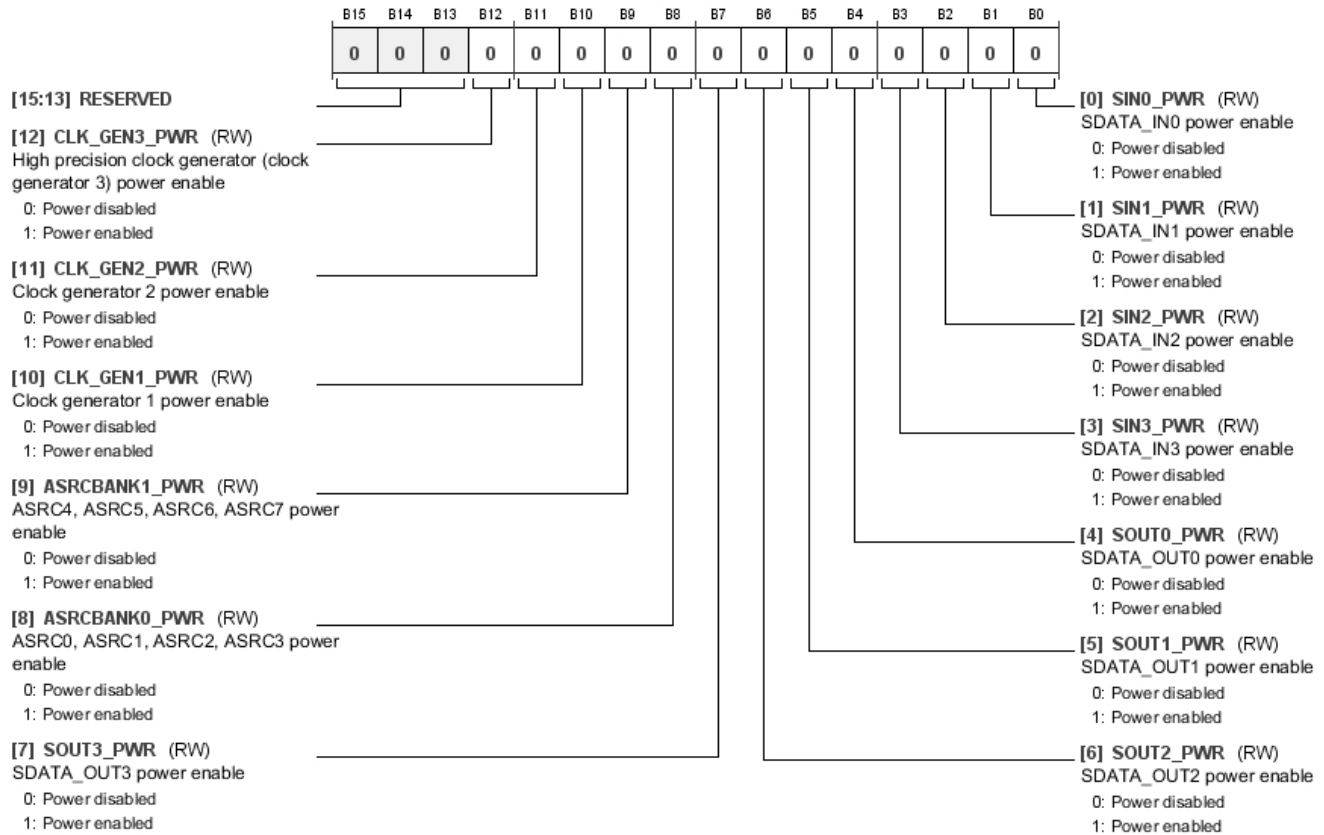 B15 B14 B13 B12 B11 B10 B9 B8 B7 B6 B5 B4 B3 B2 B1 B0
0 0 0 0 0 0 0 0 0 0 0 0 0 0 0 0
[15:13] RESERVED
[12] CLK_GEN3_PWR (RW)
High precision clock generator (clock
generator 3) power enable
0: Power disabled
1: Power enabled
[11] CLK_GEN2_PWR (RW)
Clock generator 2 power enable
0: Power disabled
1: Power enabled
[10] CLK_GEN1_PWR (RW)
Clock generator 1 power enable
0: Power disabled
1: Power enabled
[9] ASRCBANK1_PWR (RW)
ASRC4, ASRC5, ASRC6, ASRC7 power
enable
0: Power disabled
1: Power enabled
[8] ASRCBANK0_PWR (RW)
ASRC0, ASRC1, ASRC2, ASRC3 power
enable
0: Power disabled
1: Power enabled
[7] SOUT3_PWR (RW)
SDATA_OUT3 power enable
0: Power disabled
1: Power enabled
[0] SIN0_PWR (RW)
SDATA_IN0 power enable
0: Power disabled
1: Power enabled
[1] SIN1_PWR (RW)
SDATA_IN1 power enable
0: Power disabled
1: Power enabled
[2] SIN2_PWR (RW)
SDATA_IN2 power enable
0: Power disabled
1: Power enabled
[3] SIN3_PWR (RW)
SDATA_IN3 power enable
0: Power disabled
1: Power enabled
[4] SOUT0_PWR (RW)
SDATA_OUT0 power enable
0: Power disabled
1: Power enabled
[5] SOUT1_PWR (RW)
SDATA_OUT1 power enable
0: Power disabled
1: Power enabled
[6] SOUT2_PWR (RW)
SDATA_OUT2 power enable
0: Power disabled
1: Power enabled